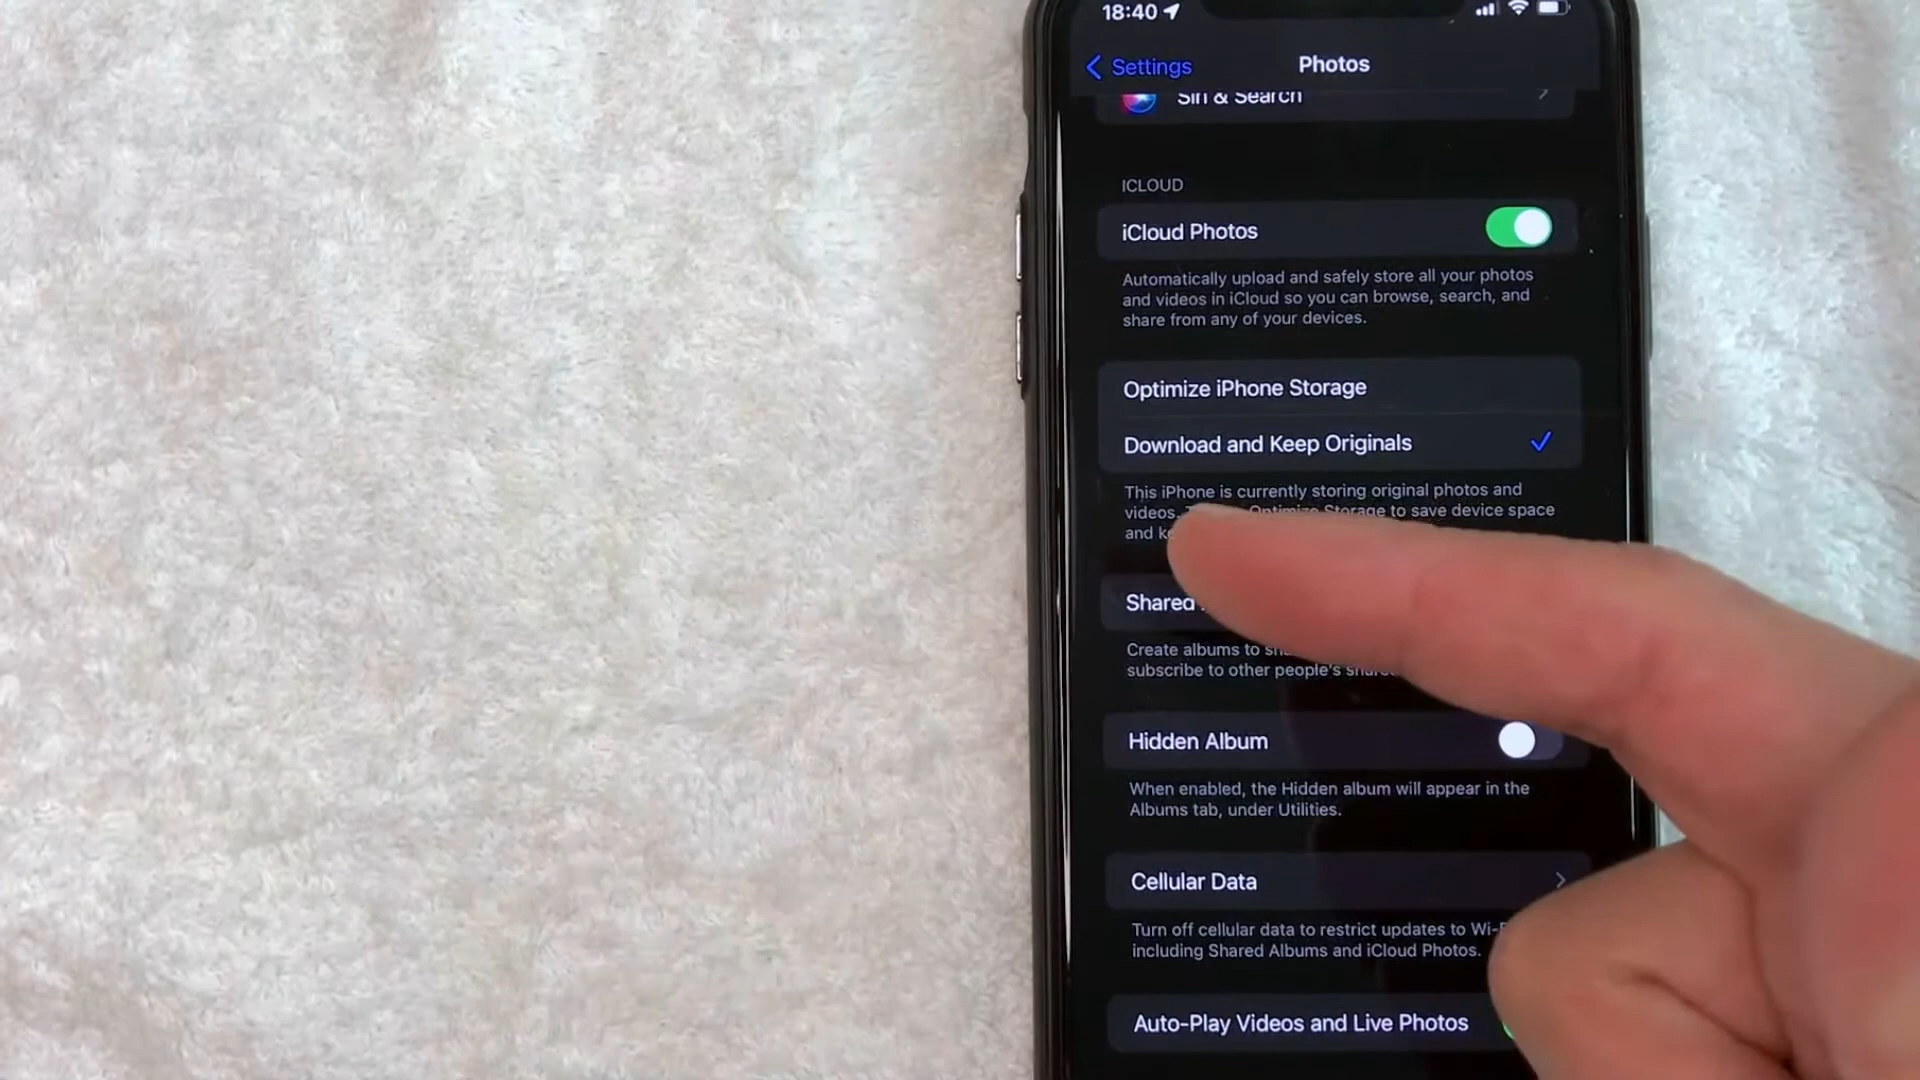 18:40
Settings
Photos
Siri & Search
ICLOUD
iCloud Photos
Automatically upload and safely store all your photos
and videos in iCloud so you can browse, search, and
share from any of your devices.
Optimize iPhone Storage
Download and Keep Originals
This iPhone is currently storing original photos and
videos. Optimize Storage to save device space
and
Shared
Create albums to
subscribe to other people's
Hidden Album
When enabled, the Hidden album will appear in the
Albums tab, under Utilities.
Cellular Data
Turn off cellular data to restrict updates to
including Shared Albums and iCloud Photos.
Auto-Play Videos and Live Photos